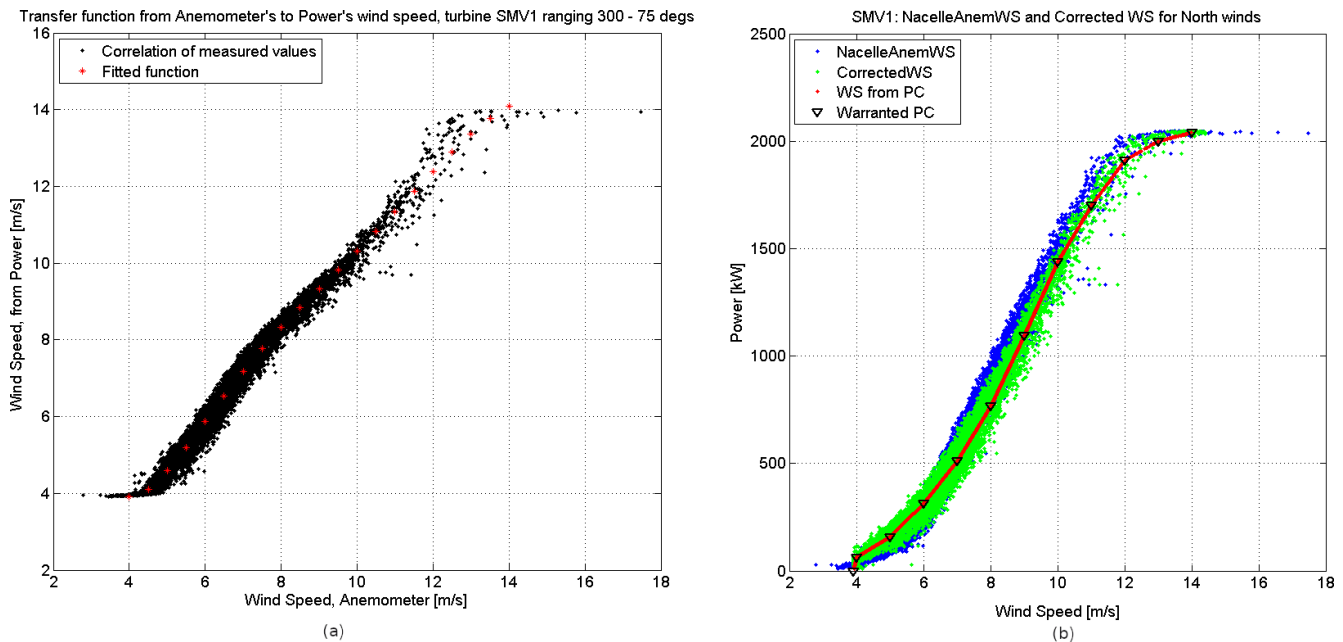 Transfer function from Anemometer's to Power's wind speed, turbine SMV1 ranging 300 - 75 degs
16
14
12
10
8
6
4
2
Wind Speed, from Power [m/s]
Correlation of measured values
Fitted function
2 4 6 8 10 12 14 16 18
Wind Speed, Anemometer [m/s]
(a)
SMV1: NacelleAnemWS and Corrected WS for North winds
2500
2000
1500
1000
500
0
Power [kW]
NacelleAnemWS
CorrectedWS
WS from PC
Warranted PC
2 4 6 8 10 12 14 16 18
Wind Speed [m/s]
(b)